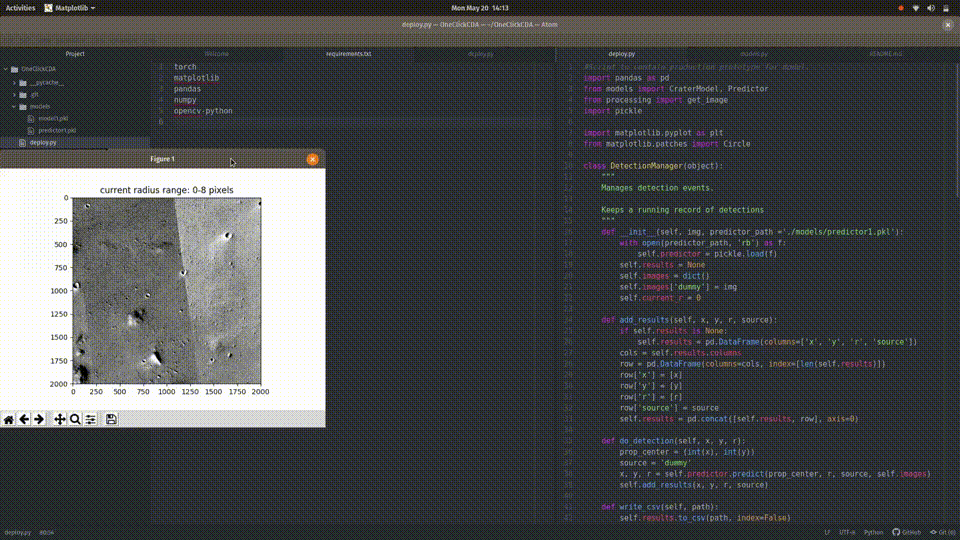 Activities
Matplotlib
Mon May 20 14:13
deploy.py — OneClickCDA — ~/OneClickCDA — Atom
Project
Welcome
requirements.txt
deploy.py
deploy.py
models.py
README.md
OneClickCDA
__pycache__
.git
models
model1.pkl
predictor1.pkl
deploy.py
1 torch
2 matplotlib
3 pandas
4 numpy
5 opencv-python
6
Figure 1
current radius range: 0-8 pixels
0
250
500
750
1000
1250
1500
1750
2000
0 250 500 750 1000 1250 1500 1750 2000
#Script to contain production prototype for model.
import pandas as pd
from models import CraterModel, Predictor
from processing import get_image
import pickle
import matplotlib.pyplot as plt
from matplotlib.patches import Circle
class DetectionManager(object):
"""
Manages detection events.
Keeps a running record of detections
"""
def __init__(self, img, predictor_path ='./models/predictor1.pkl'):
with open(predictor_path, 'rb') as f:
self.predictor = pickle.load(f)
self.results = None
self.images = dict()
self.images['dummy'] = img
self.current_r = 0
def add_results(self, x, y, r, source):
if self.results is None:
self.results = pd.DataFrame(columns=['x', 'y', 'r', 'source'])
cols = self.results.columns
row = pd.DataFrame(columns=cols, index=[len(self.results)])
row['x'] = [x]
row['y'] = [y]
row['r'] = [r]
row['source'] = source
self.results = pd.concat([self.results, row], axis=0)
def do_detection(self, x, y, r):
prop_center = (int(x), int(y))
source = 'dummy'
x, y, r = self.predictor.predict(prop_center, r, source, self.images)
self.add_results(x, y, r, source)
def write_csv(self, path):
self.results.to_csv(path, index=False)
deploy.py
LF
UTF-8
Python
GitHub
Git (0)